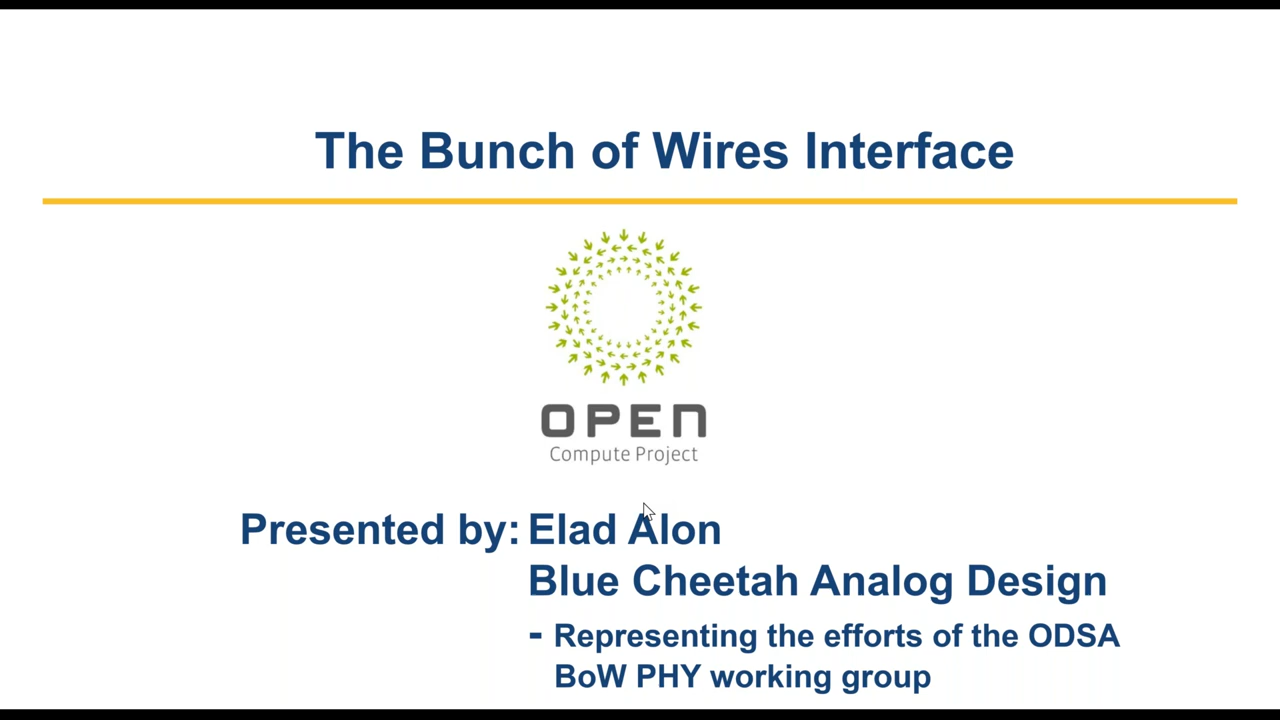 The Bunch of Wires Interface
OPEN
Compute Project
Presented by: Elad Alon
Blue Cheetah Analog Design
- Representing the efforts of the ODSA
BoW PHY working group